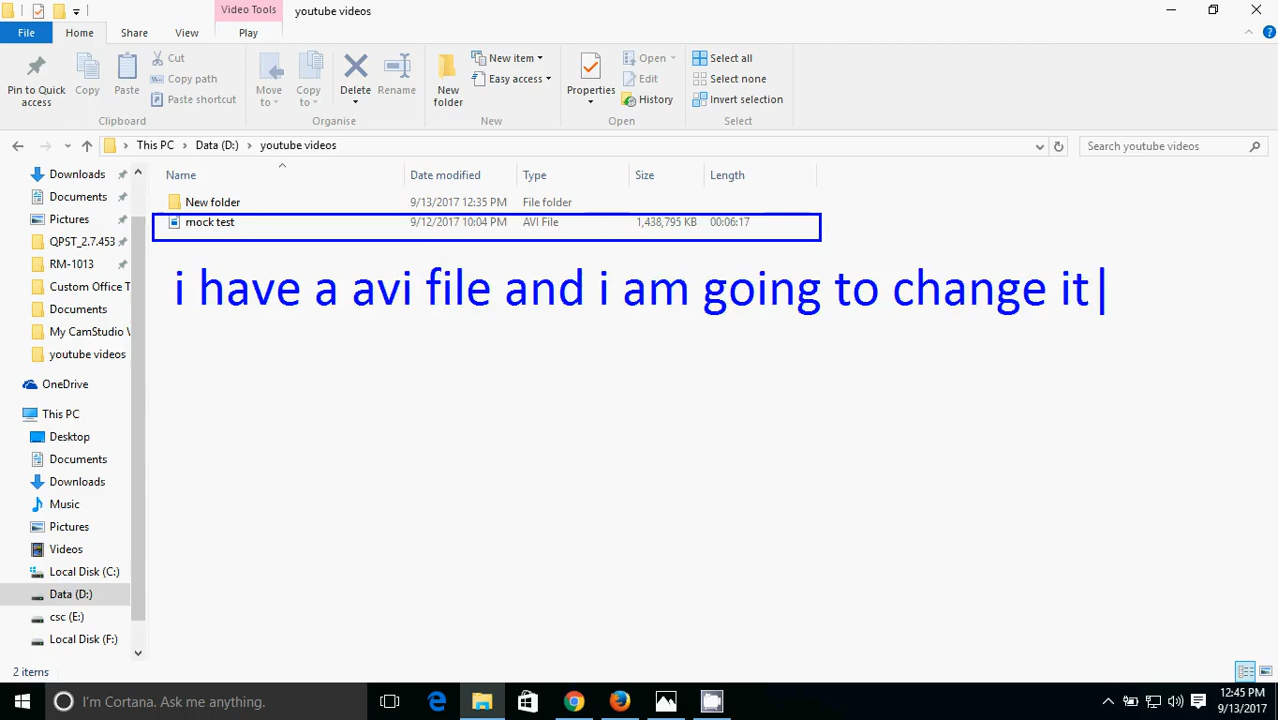 Video Tools
youtube videos
File
Home
Share
View
Play
Pin to Quick access
Copy
Paste
Cut
Copy path
Paste shortcut
Clipboard
Move to
Copy to
Delete
Rename
Organise
New folder
New item
Easy access
New
Properties
Open
Edit
History
Open
Select all
Select none
Invert selection
Select
This PC > Data (D:) > youtube videos
Search youtube videos
Name Date modified Type Size Length
New folder 9/13/2017 12:35 PM File folder
mock test 9/12/2017 10:04 PM AVI File 1,438,795 KB 00:06:17
i have a avi file and i am going to change it
Downloads
Documents
Pictures
QPST_2.7.453
RM-1013
Custom Office T
Documents
My CamStudio V
youtube videos
OneDrive
This PC
Desktop
Documents
Downloads
Music
Pictures
Videos
Local Disk (C:)
Data (D:)
csc (E:)
Local Disk (F:)
2 items
I'm Cortana. Ask me anything.
12:45 PM
9/13/2017